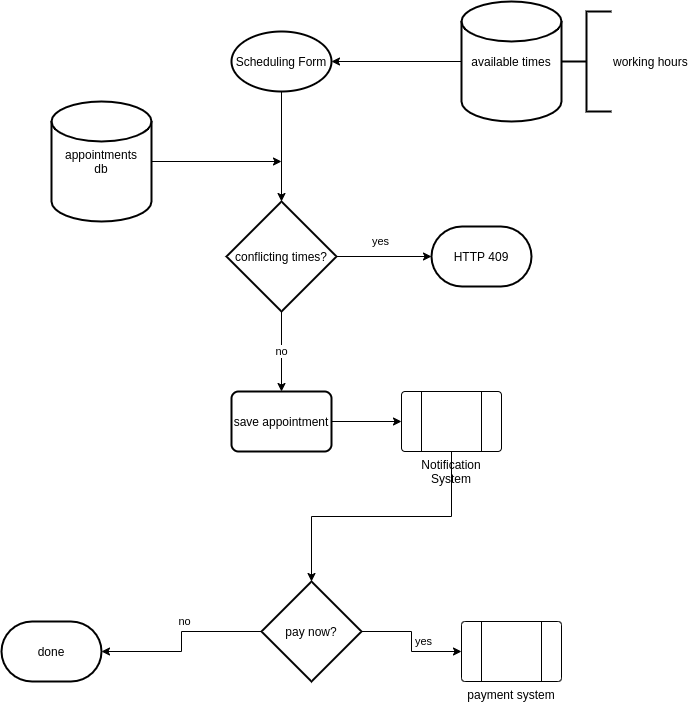 Scheduling Form
available times
working hours
appointments
db
conflicting times?
yes
HTTP 409
no
save appointment
Notification
System
pay now?
no
yes
done
payment system